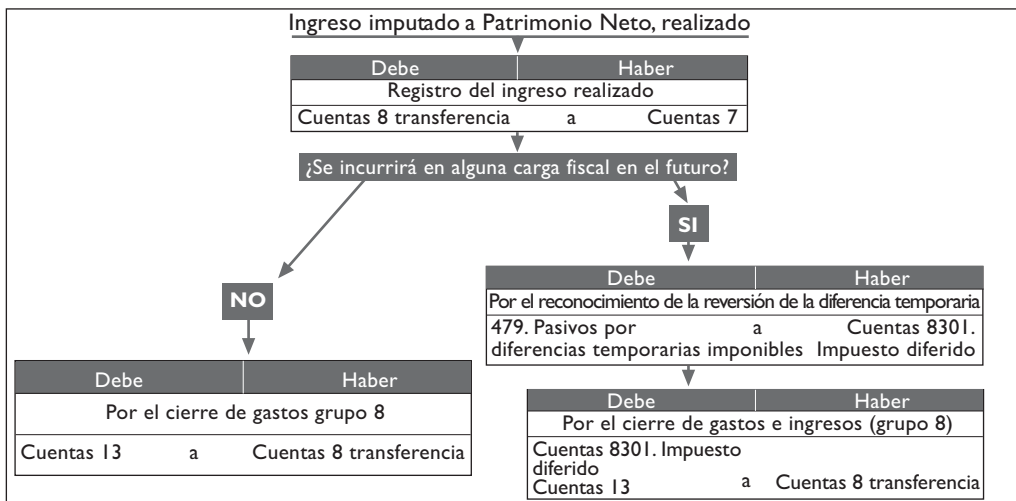 Ingreso imputado a Patrimonio Neto, realizado
Debe Haber
Registro del ingreso realizado
Cuentas 8 transferencia a Cuentas 7
¿Se incurrirá en alguna carga fiscal en el futuro?
SI
NO
Debe Haber
Por el reconocimiento de la reversión de la diferencia temporaria
479. Pasivos por a Cuentas 8301.
diferencias temporarias imponibles Impuesto diferido
Debe Haber
Por el cierre de gastos grupo 8
Cuentas 13 a Cuentas 8 transferencia
Debe Haber
Por el cierre de gastos e ingresos (grupo 8)
Cuentas 8301. Impuesto
diferido
Cuentas 13 a Cuentas 8 transferencia